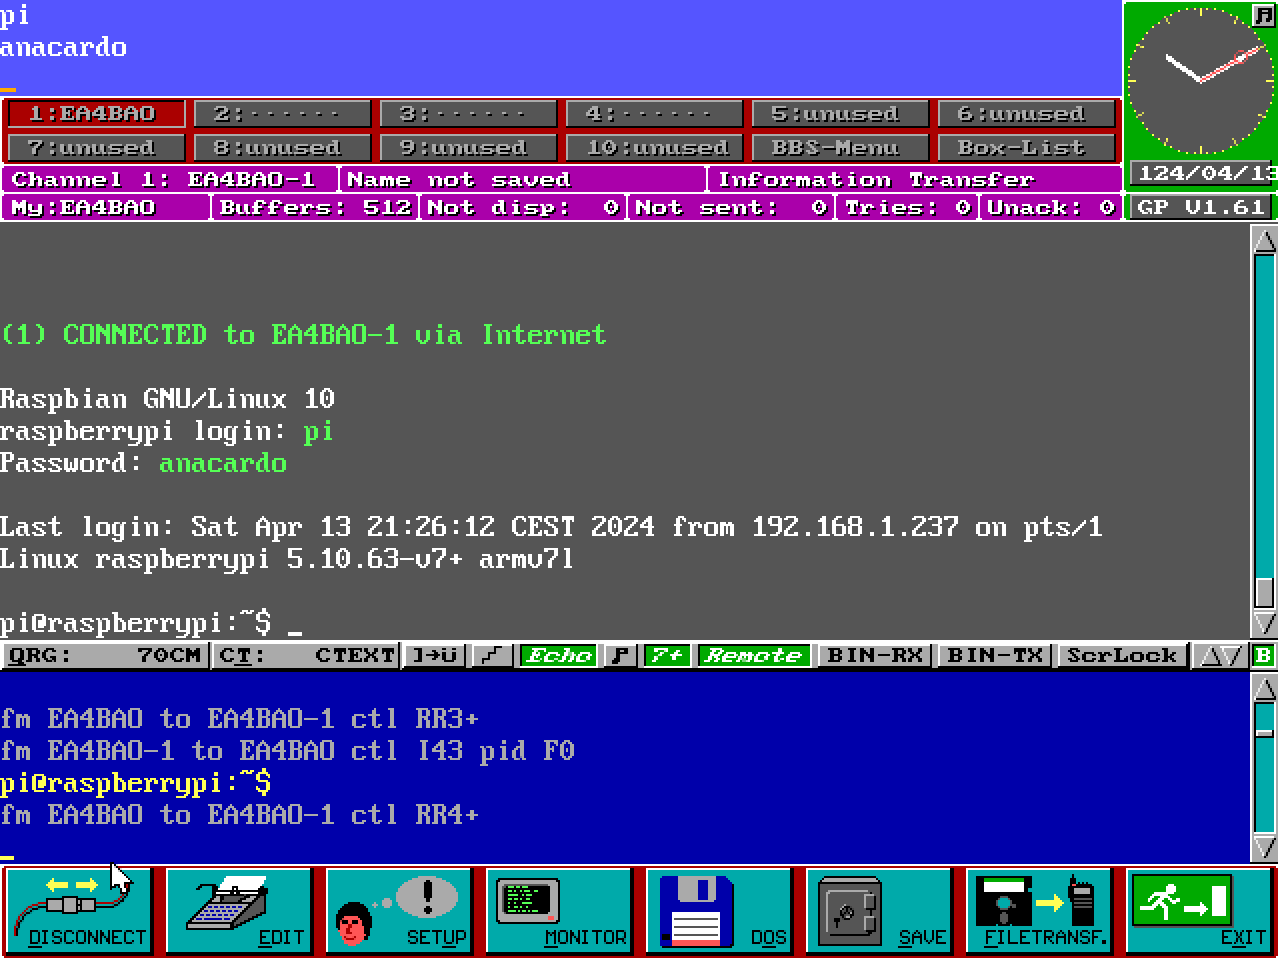 pi
anacardo
1:EA4BAO 2:······ 3:······ 4:······ 5:unused 6:unused
7:unused 8:unused 9:unused 10:unused BBS-Menu Box-List
Channel 1: EA4BAO-1 Name not saved Information Transfer
124/04/13
My:EA4BAO Buffers: 512 Not disp: 0 Not sent: 0 Tries: 0 Unack: 0
GP V1.61
(1) CONNECTED to EA4BAO-1 via Internet
Raspbian GNU/Linux 10
raspberrypi login: pi
Password: anacardo
Last login: Sat Apr 13 21:26:12 CEST 2024 from 192.168.1.237 on pts/1
Linux raspberrypi 5.10.63-v7+ armv7l
pi@raspberrypi:~$ _
QRG: 70CM CT: CTEXT ]→ü Echo 7+ Remote BIN-RX BIN-TX ScrLock B
fm EA4BAO to EA4BAO-1 ctl RR3+
fm EA4BAO-1 to EA4BAO ctl I43 pid F0
pi@raspberrypi:~$
fm EA4BAO to EA4BAO-1 ctl RR4+
DISCONNECT EDIT SETUP MONITOR DOS SAVE FILETRANSF. EXIT